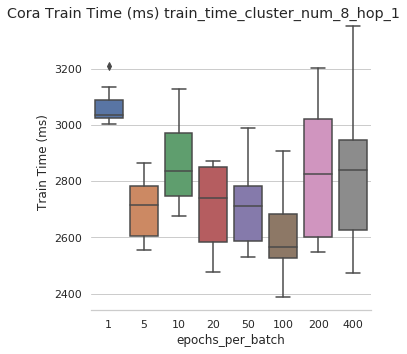 Cora Train Time (ms) train_time_cluster_num_8_hop_1
3200
3000
2800
2600
2400
Train Time (ms)
1 5 10 20 50 100 200 400
epochs_per_batch